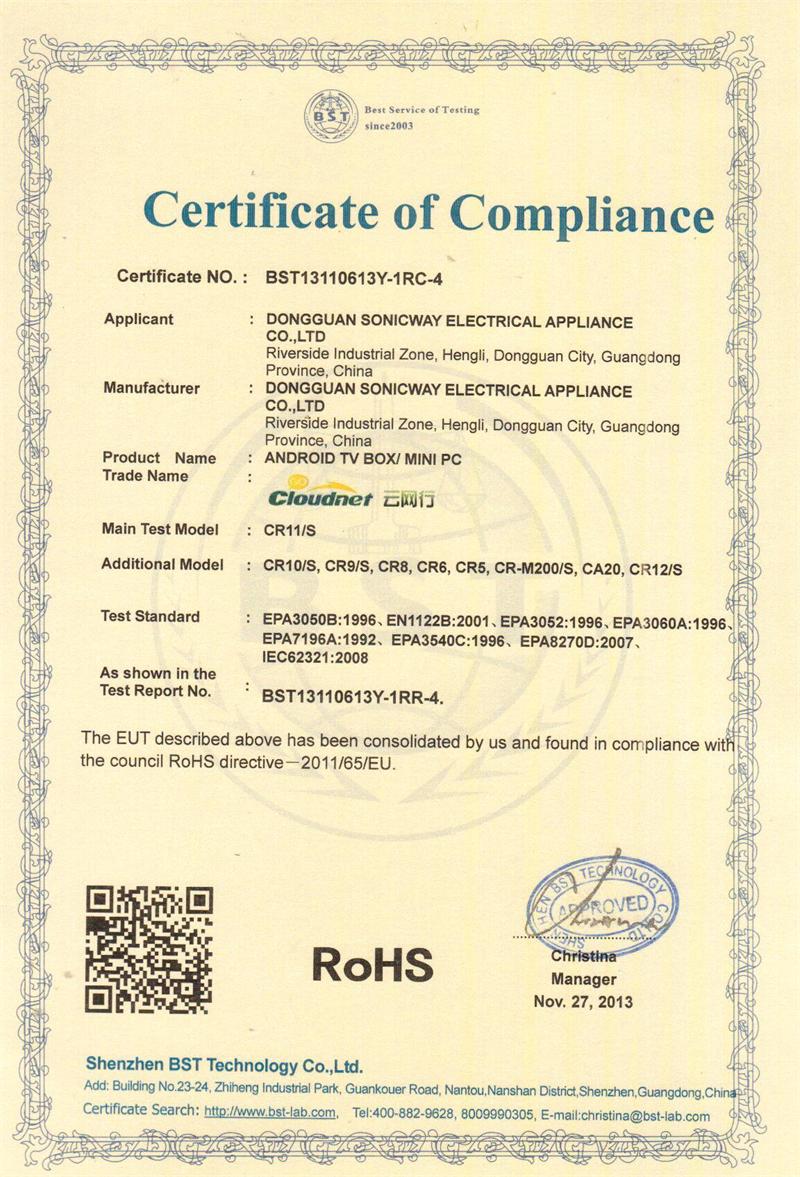 BST
Best Service of Testing
since2003
Certificate of Compliance
Certificate NO. : BST13110613Y-1RC-4
Applicant : DONGGUAN SONICWAY ELECTRICAL APPLIANCE
CO.,LTD
Riverside Industrial Zone, Hengli, Dongguan City, Guangdong
Province, China
Manufacturer : DONGGUAN SONICWAY ELECTRICAL APPLIANCE
CO.,LTD
Riverside Industrial Zone, Hengli, Dongguan City, Guangdong
Province, China
Product Name : ANDROID TV BOX/ MINI PC
Trade Name :
Cloudnet 云网行
Main Test Model : CR11/S
Additional Model : CR10/S, CR9/S, CR8, CR6, CR5, CR-M200/S, CA20, CR12/S
Test Standard : EPA3050B:1996、EN1122B:2001、EPA3052:1996、EPA3060A:1996、
EPA7196A:1992、EPA3540C:1996、EPA8270D:2007、
IEC62321:2008
As shown in the
Test Report No. : BST13110613Y-1RR-4.
The EUT described above has been consolidated by us and found in compliance with
the council RoHS directive－2011/65/EU.
SHENZHEN BST TECHNOLOGY CO.,LTD
APPROVED
RoHS
Christina
Manager
Nov. 27, 2013
Shenzhen BST Technology Co.,Ltd.
Add: Building No.23-24, Zhiheng Industrial Park, Guankouer Road, Nantou,Nanshan District,Shenzhen,Guangdong,China
Certificate Search: http://www.bst-lab.com, Tel:400-882-9628, 8009990305, E-mail:christina@bst-lab.com